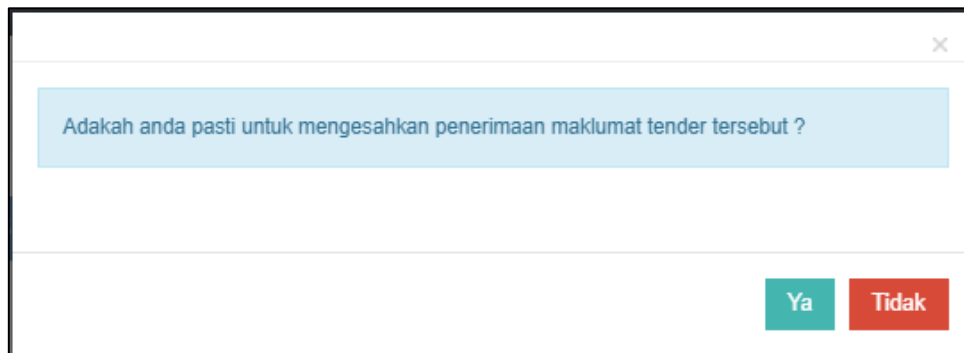 ×
Adakah anda pasti untuk mengesahkan penerimaan maklumat tender tersebut ?
Ya Tidak